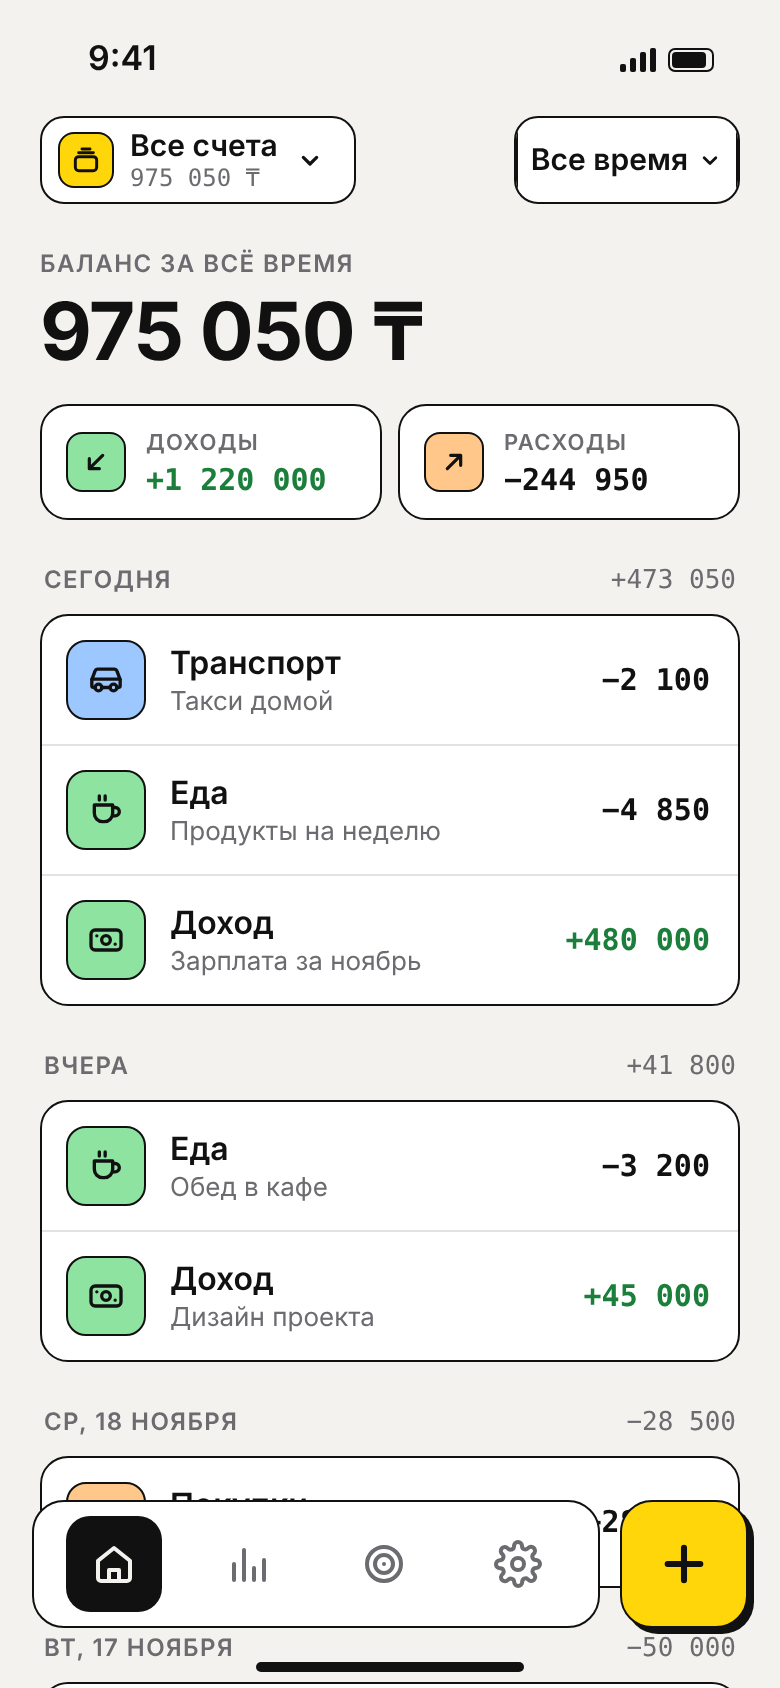 9:41
Все счета
975 050 ₸
Все время
БАЛАНС ЗА ВСЁ ВРЕМЯ
975 050 ₸
ДОХОДЫ
+1 220 000
РАСХОДЫ
−244 950
СЕГОДНЯ +473 050
Транспорт
Такси домой
−2 100
Еда
Продукты на неделю
−4 850
Доход
Зарплата за ноябрь
+480 000
ВЧЕРА +41 800
Еда
Обед в кафе
−3 200
Доход
Дизайн проекта
+45 000
СР, 18 НОЯБРЯ −28 500
ВТ, 17 НОЯБРЯ −50 000